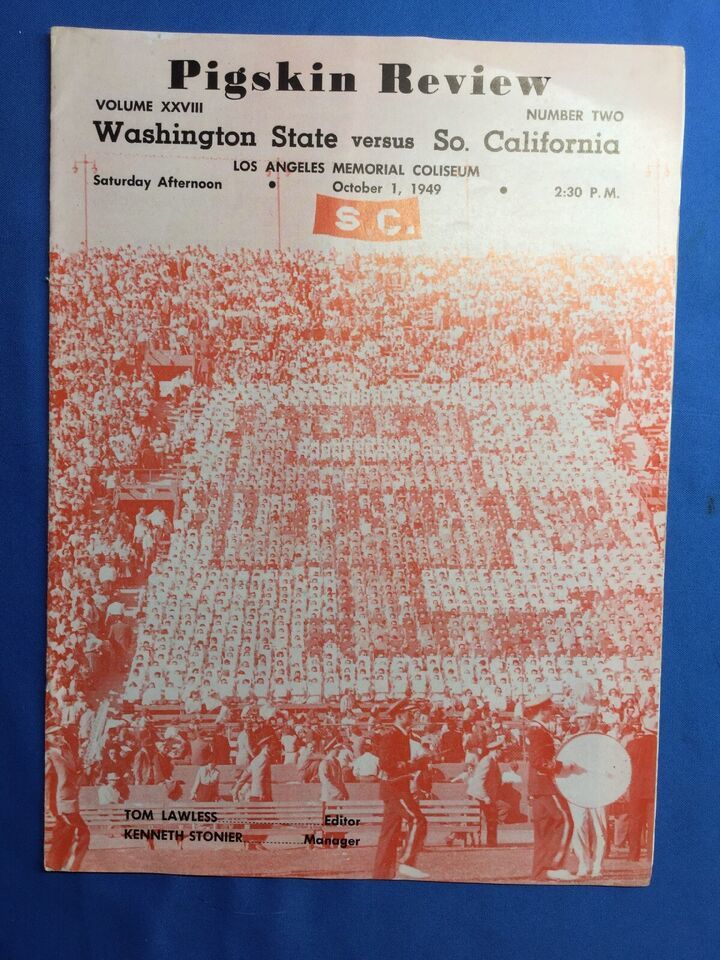 Pigskin Review
VOLUME XXVIII
NUMBER TWO
Washington State versus So. California
LOS ANGELES MEMORIAL COLISEUM
Saturday Afternoon • October 1, 1949 • 2:30 P.M.
S.C.
TOM LAWLESS....................Editor
KENNETH STONIER............Manager